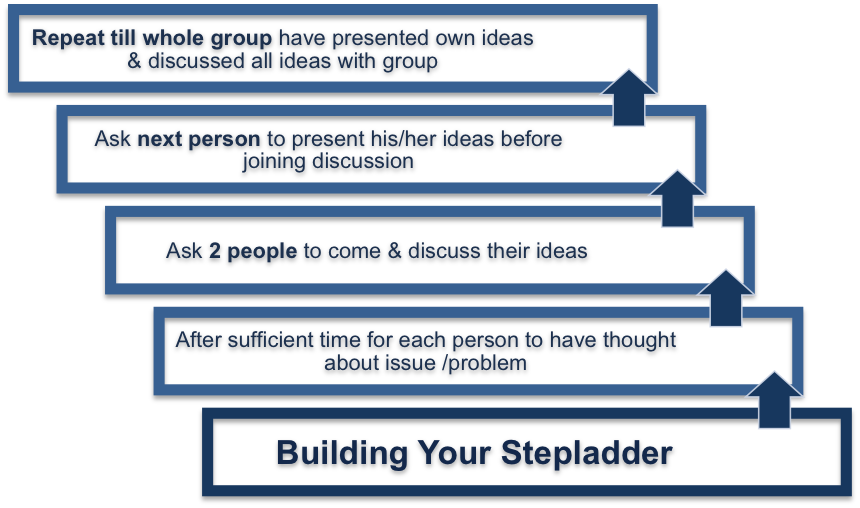 Repeat till whole group have presented own ideas
& discussed all ideas with group
Ask next person to present his/her ideas before
joining discussion
Ask 2 people to come & discuss their ideas
After sufficient time for each person to have thought
about issue /problem
Building Your Stepladder